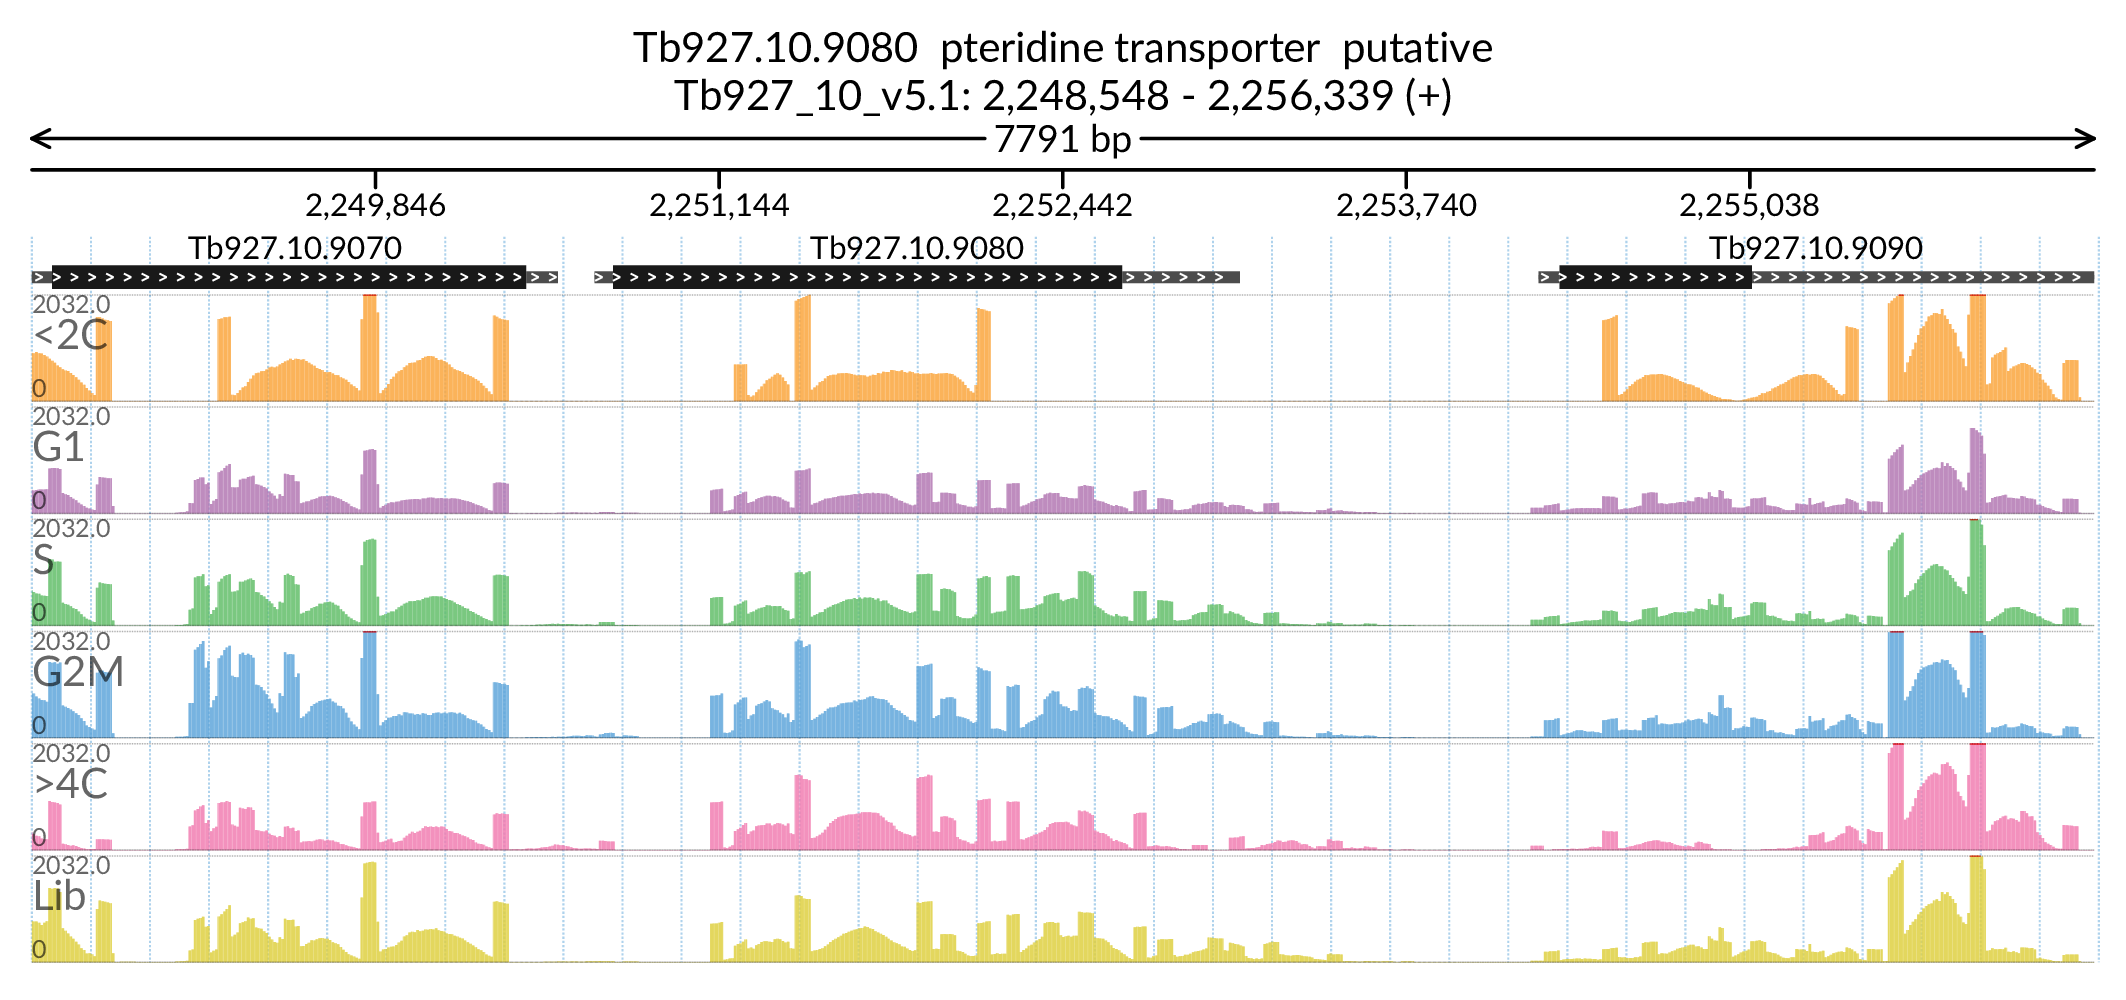 Tb927.10.9080  pteridine transporter  putative
Tb927_10_v5.1: 2,248,548 - 2,256,339 (+)
7791 bp
2,249,846 2,251,144 2,252,442 2,253,740 2,255,038
Tb927.10.9070 Tb927.10.9080 Tb927.10.9090
2032.0
<2C
0
2032.0
G1
0
2032.0
S
0
2032.0
G2M
0
2032.0
>4C
0
2032.0
Lib
0